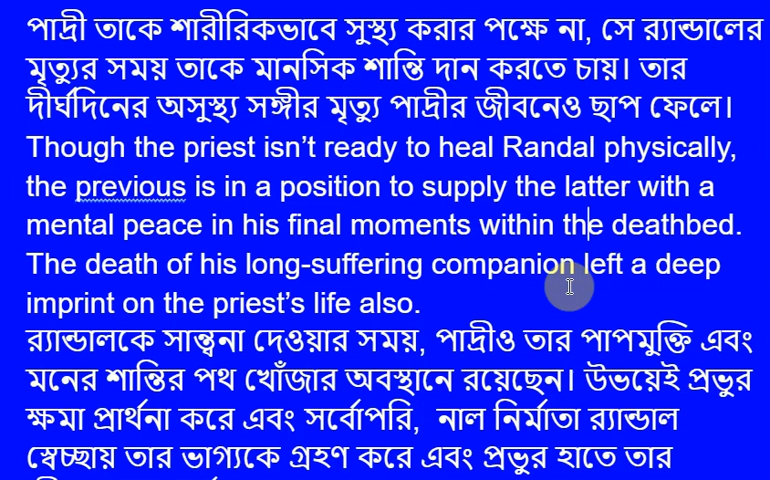 পাদ্রী তাকে শারীরিকভাবে সুস্থ্য করার পক্ষে না, সে র‍্যান্ডালের
মৃত্যুর সময় তাকে মানসিক শান্তি দান করতে চায়। তার
দীর্ঘদিনের অসুস্থ্য সঙ্গীর মৃত্যু পাদ্রীর জীবনেও ছাপ ফেলে।
Though the priest isn’t ready to heal Randal physically,
the previous is in a position to supply the latter with a
mental peace in his final moments within the deathbed.
The death of his long-suffering companion left a deep
imprint on the priest’s life also.
র‍্যান্ডালকে সান্ত্বনা দেওয়ার সময়, পাদ্রীও তার পাপমুক্তি এবং
মনের শান্তির পথ খোঁজার অবস্থানে রয়েছেন। উভয়েই প্রভুর
ক্ষমা প্রার্থনা করে এবং সর্বোপরি, নাল নির্মাতা র‍্যান্ডাল
স্বেচ্ছায় তার ভাগ্যকে গ্রহণ করে এবং প্রভুর হাতে তার